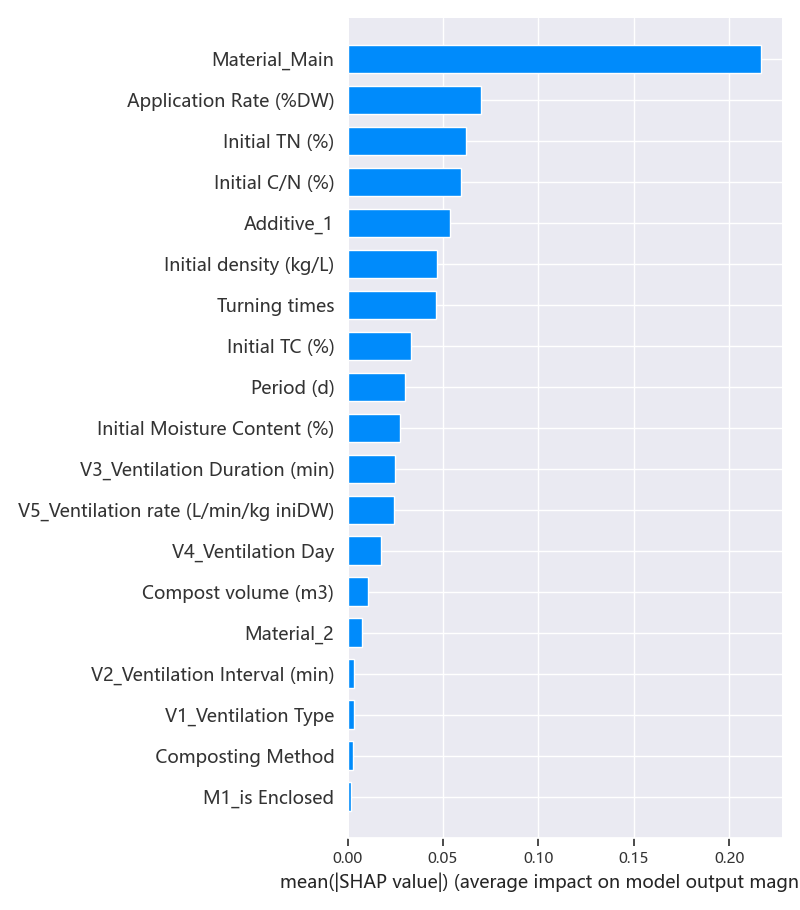 Material_Main
Application Rate (%DW)
Initial TN (%)
Initial C/N (%)
Additive_1
Initial density (kg/L)
Turning times
Initial TC (%)
Period (d)
Initial Moisture Content (%)
V3_Ventilation Duration (min)
V5_Ventilation rate (L/min/kg iniDW)
V4_Ventilation Day
Compost volume (m3)
Material_2
V2_Ventilation Interval (min)
V1_Ventilation Type
Composting Method
M1_is Enclosed
0.00 0.05 0.10 0.15 0.20
mean(|SHAP value|) (average impact on model output magn